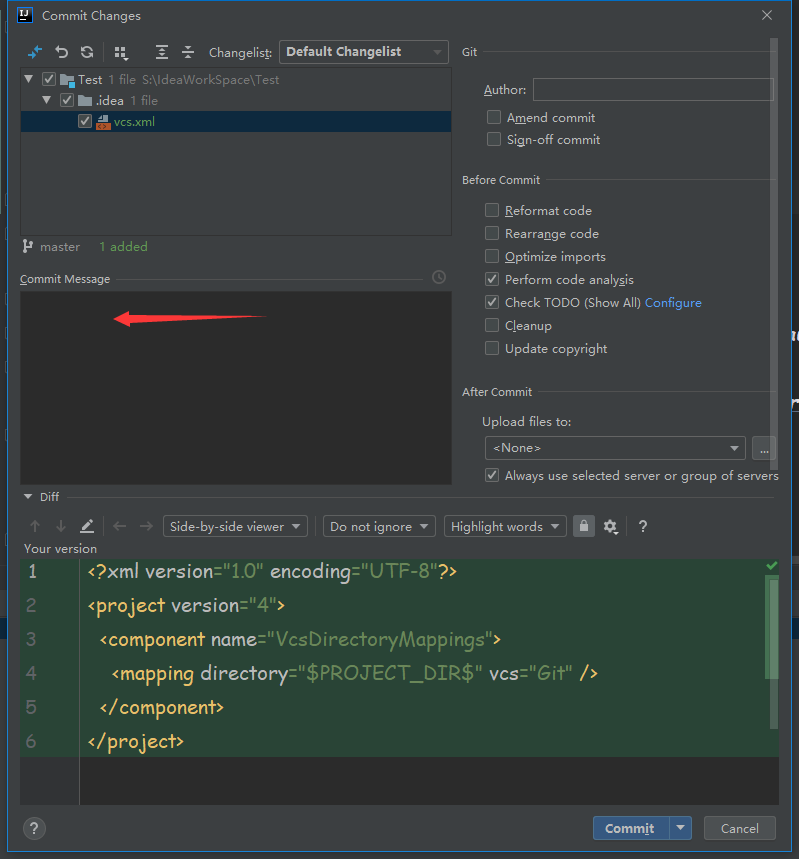 Commit Changes
Changelist: Default Changelist
Test 1 file S:\IdeaWorkSpace\Test
.idea 1 file
vcs.xml
master 1 added
Commit Message
Git
Author:
Amend commit
Sign-off commit
Before Commit
Reformat code
Rearrange code
Optimize imports
Perform code analysis
Check TODO (Show All) Configure
Cleanup
Update copyright
After Commit
Upload files to:
<None>
...
Always use selected server or group of servers
Diff
Side-by-side viewer Do not ignore Highlight words ?
Your version
1 <?xml version="1.0" encoding="UTF-8"?>
2 <project version="4">
3 <component name="VcsDirectoryMappings">
4 <mapping directory="$PROJECT_DIR$" vcs="Git" />
5 </component>
6 </project>
? Commit Cancel